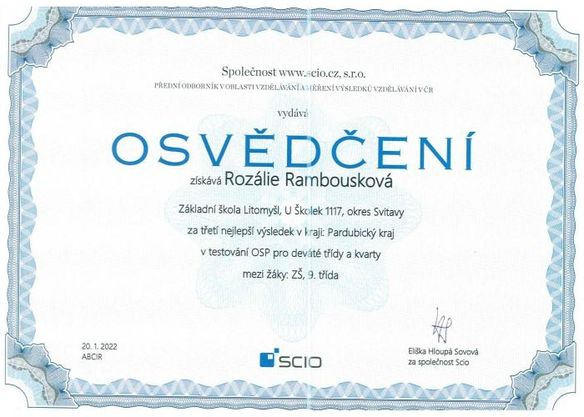 Společnost www.scio.cz, s.r.o.
PŘEDNÍ ODBORNÍK V OBLASTI VZDĚLÁVÁNÍ A MĚŘENÍ VÝSLEDKŮ VZDĚLÁVÁNÍ V ČR
vydává
OSVĚDČENÍ
získává Rozálie Rambousková
Základní škola Litomyšl, U Školek 1117, okres Svitavy
za třetí nejlepší výsledek v kraji: Pardubický kraj
v testování OSP pro deváté třídy a kvarty
mezi žáky: ZŠ, 9. třída
20. 1. 2022
ABCIR
SCIO
Eliška Hloupá Sovová
za společnost Scio